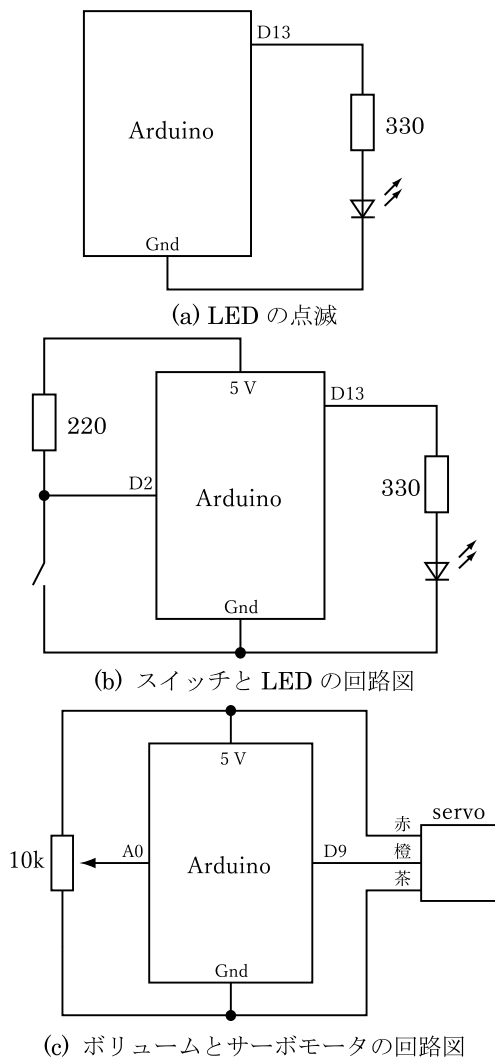 D13
Arduino
330
Gnd
(a) LED の点滅
5 V
D13
220
D2
Arduino
330
Gnd
(b) スイッチと LED の回路図
5 V
servo
赤
10k
A0
Arduino
D9
橙
茶
Gnd
(c) ボリュームとサーボモータの回路図